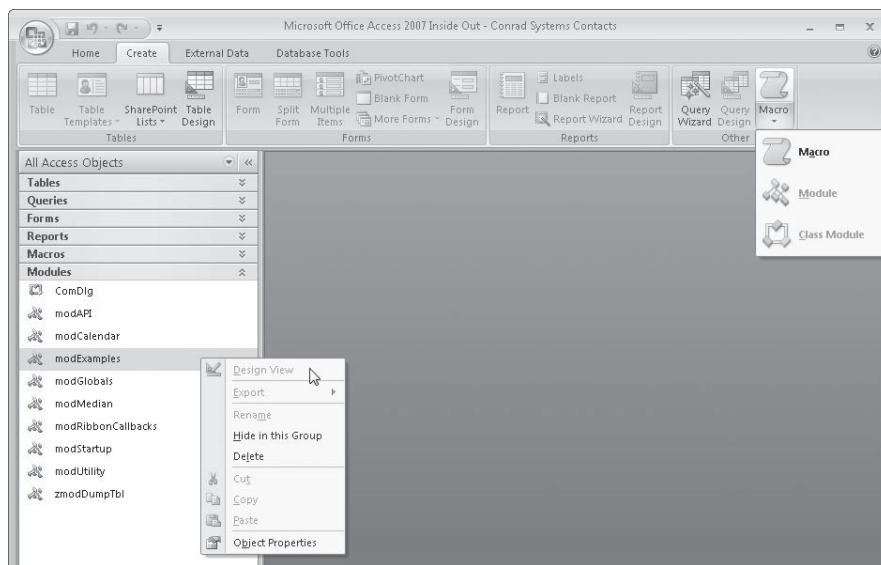 Microsoft Office Access 2007 Inside Out - Conrad Systems Contacts
Home Create External Data Database Tools
Table
Table Templates
SharePoint Lists
Table Design
Tables
Form
Split Form
Multiple Items
PivotChart
Blank Form
More Forms
Form Design
Forms
Report
Labels
Blank Report
Report Wizard
Report Design
Reports
Query Wizard
Query Design
Macro
Other
Macro
Module
Class Module
All Access Objects
Tables
Queries
Forms
Reports
Macros
Modules
ComDlg
modAPI
modCalendar
modExamples
modGlobals
modMedian
modRibbonCallbacks
modStartup
modUtility
zmodDumpTbl
Design View
Export
Rename
Hide in this Group
Delete
Cut
Copy
Paste
Object Properties